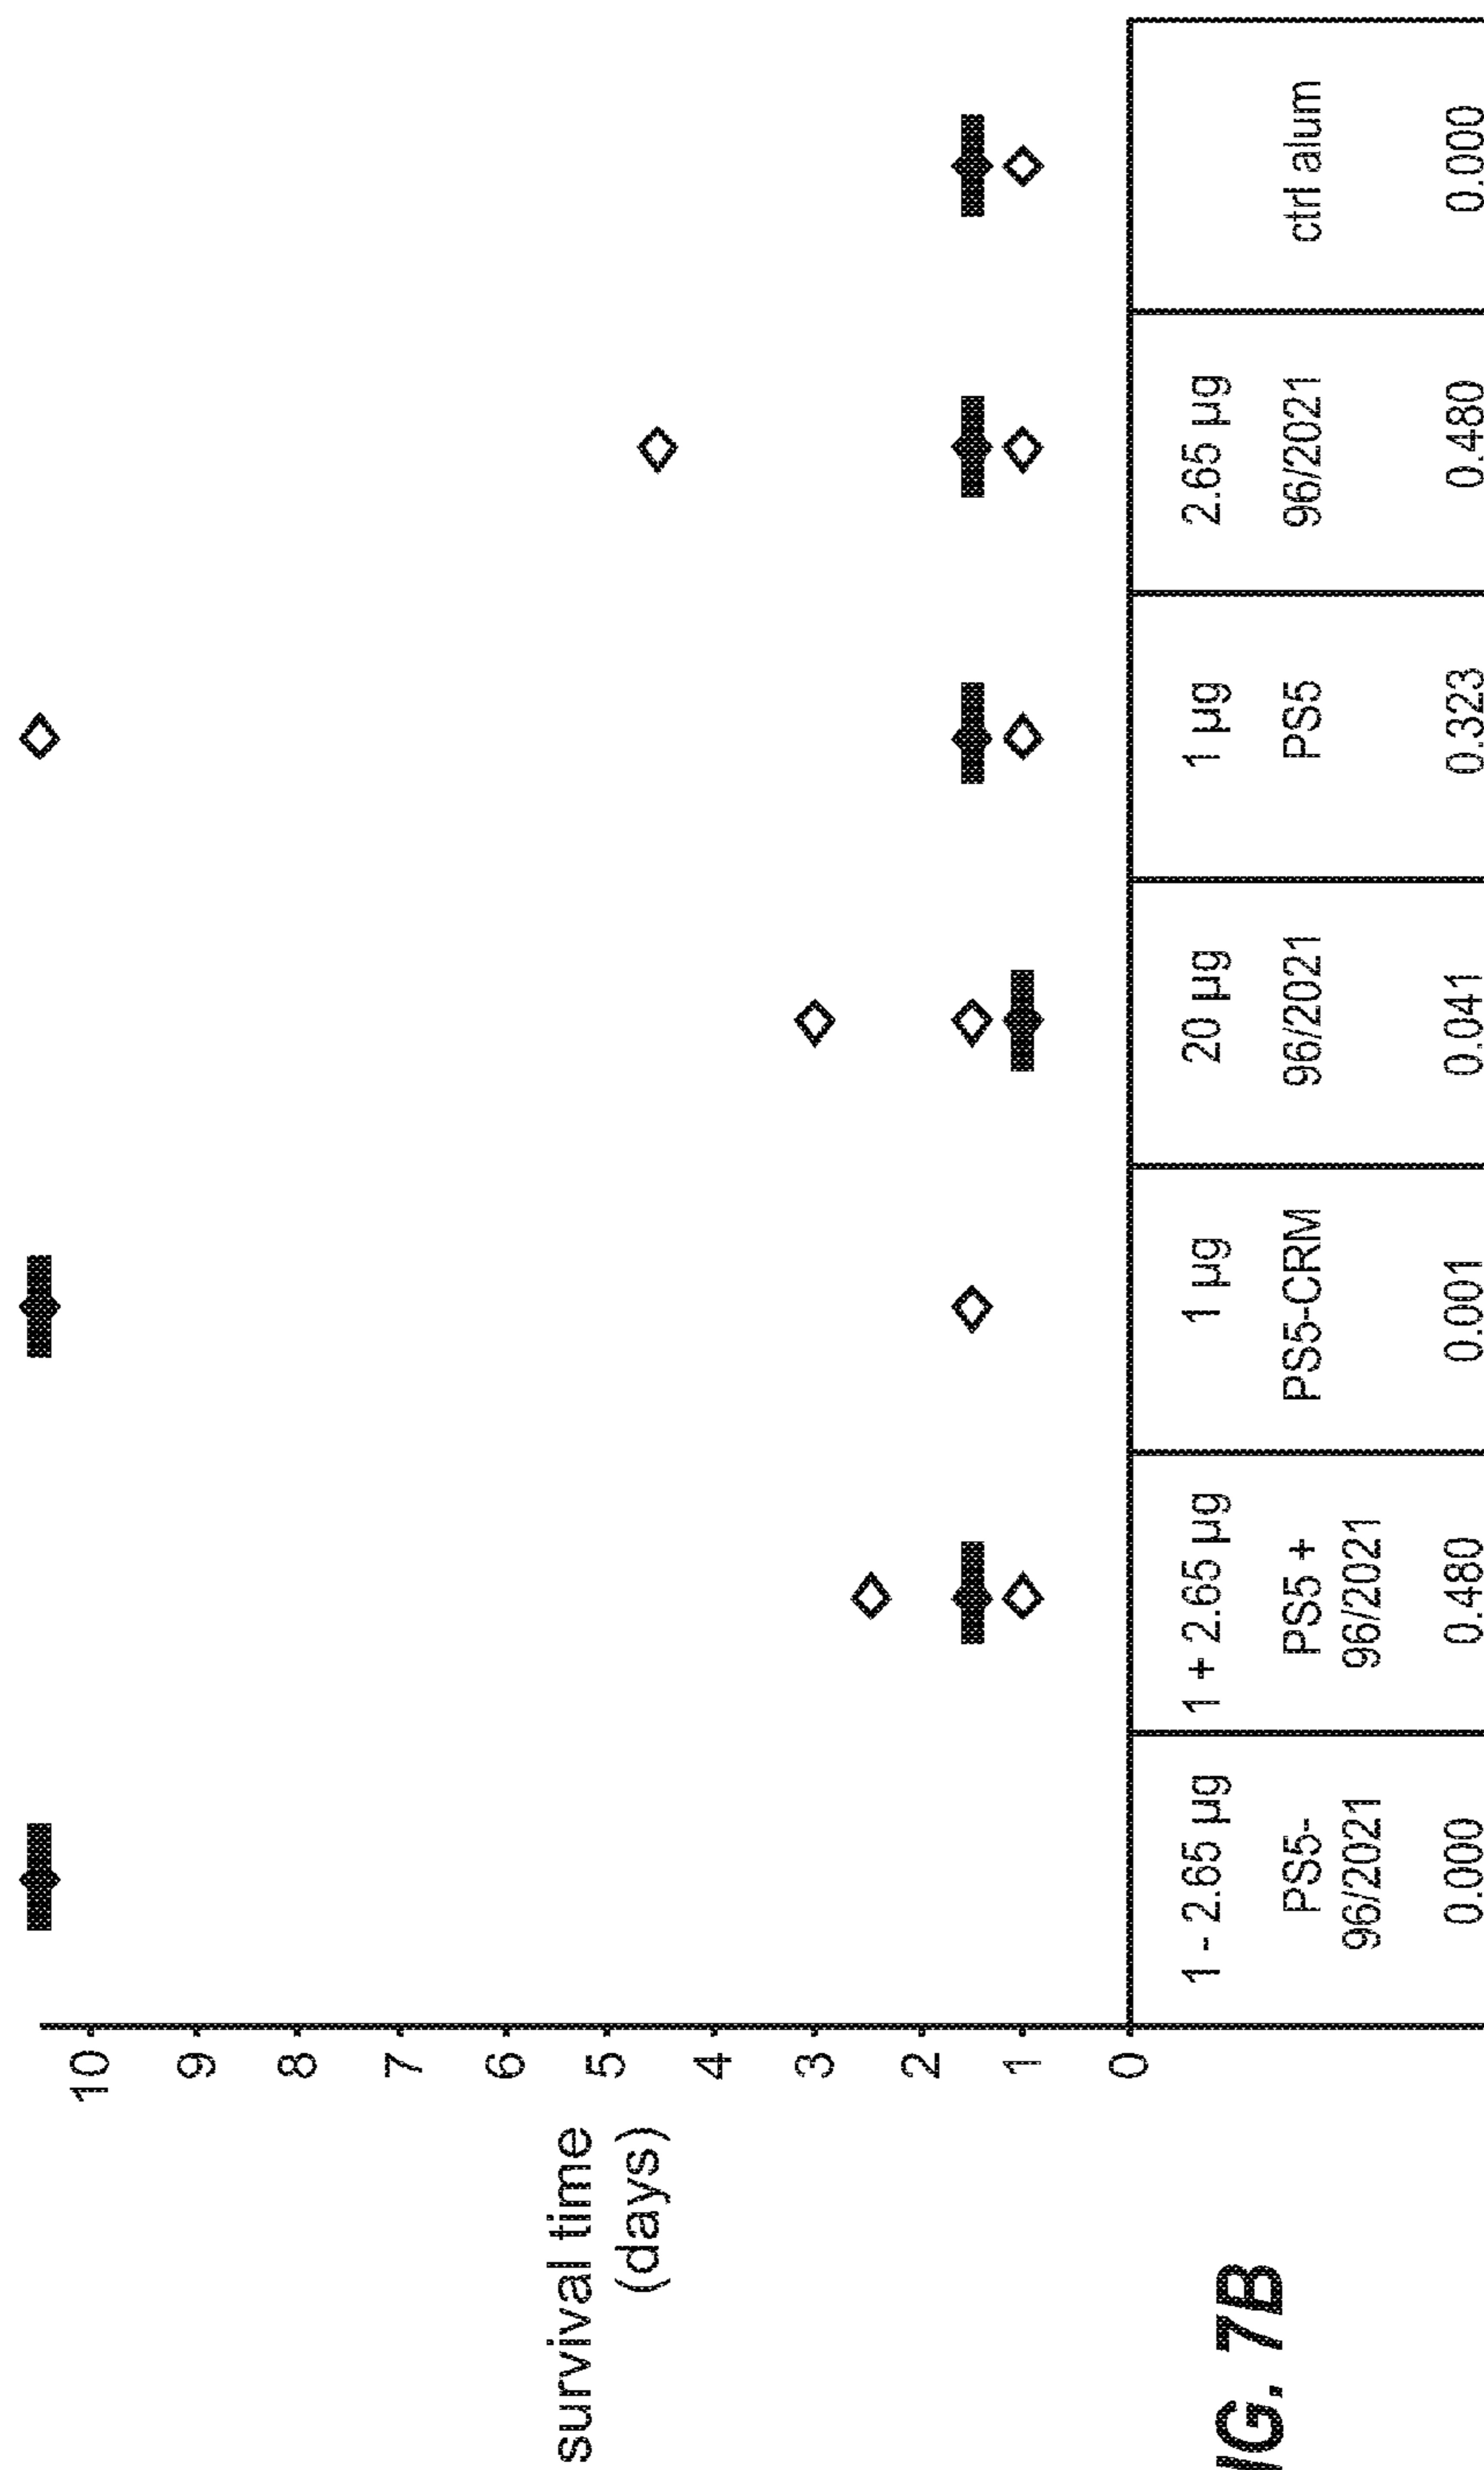 survival time
(days)
10
9
8
7
6
5
4
3
2
1
0
1 - 2.65 µg
1 + 2.65 µg
1 µg
20 µg
1 µg
2.65 µg
PS5-
96/2021
PS5 +
96/2021
PS5-CRM
96/2021
PS5
96/2021
ctrl alum
0.000
0.480
0.001
0.041
0.323
0.480
0.000
IG. 7B